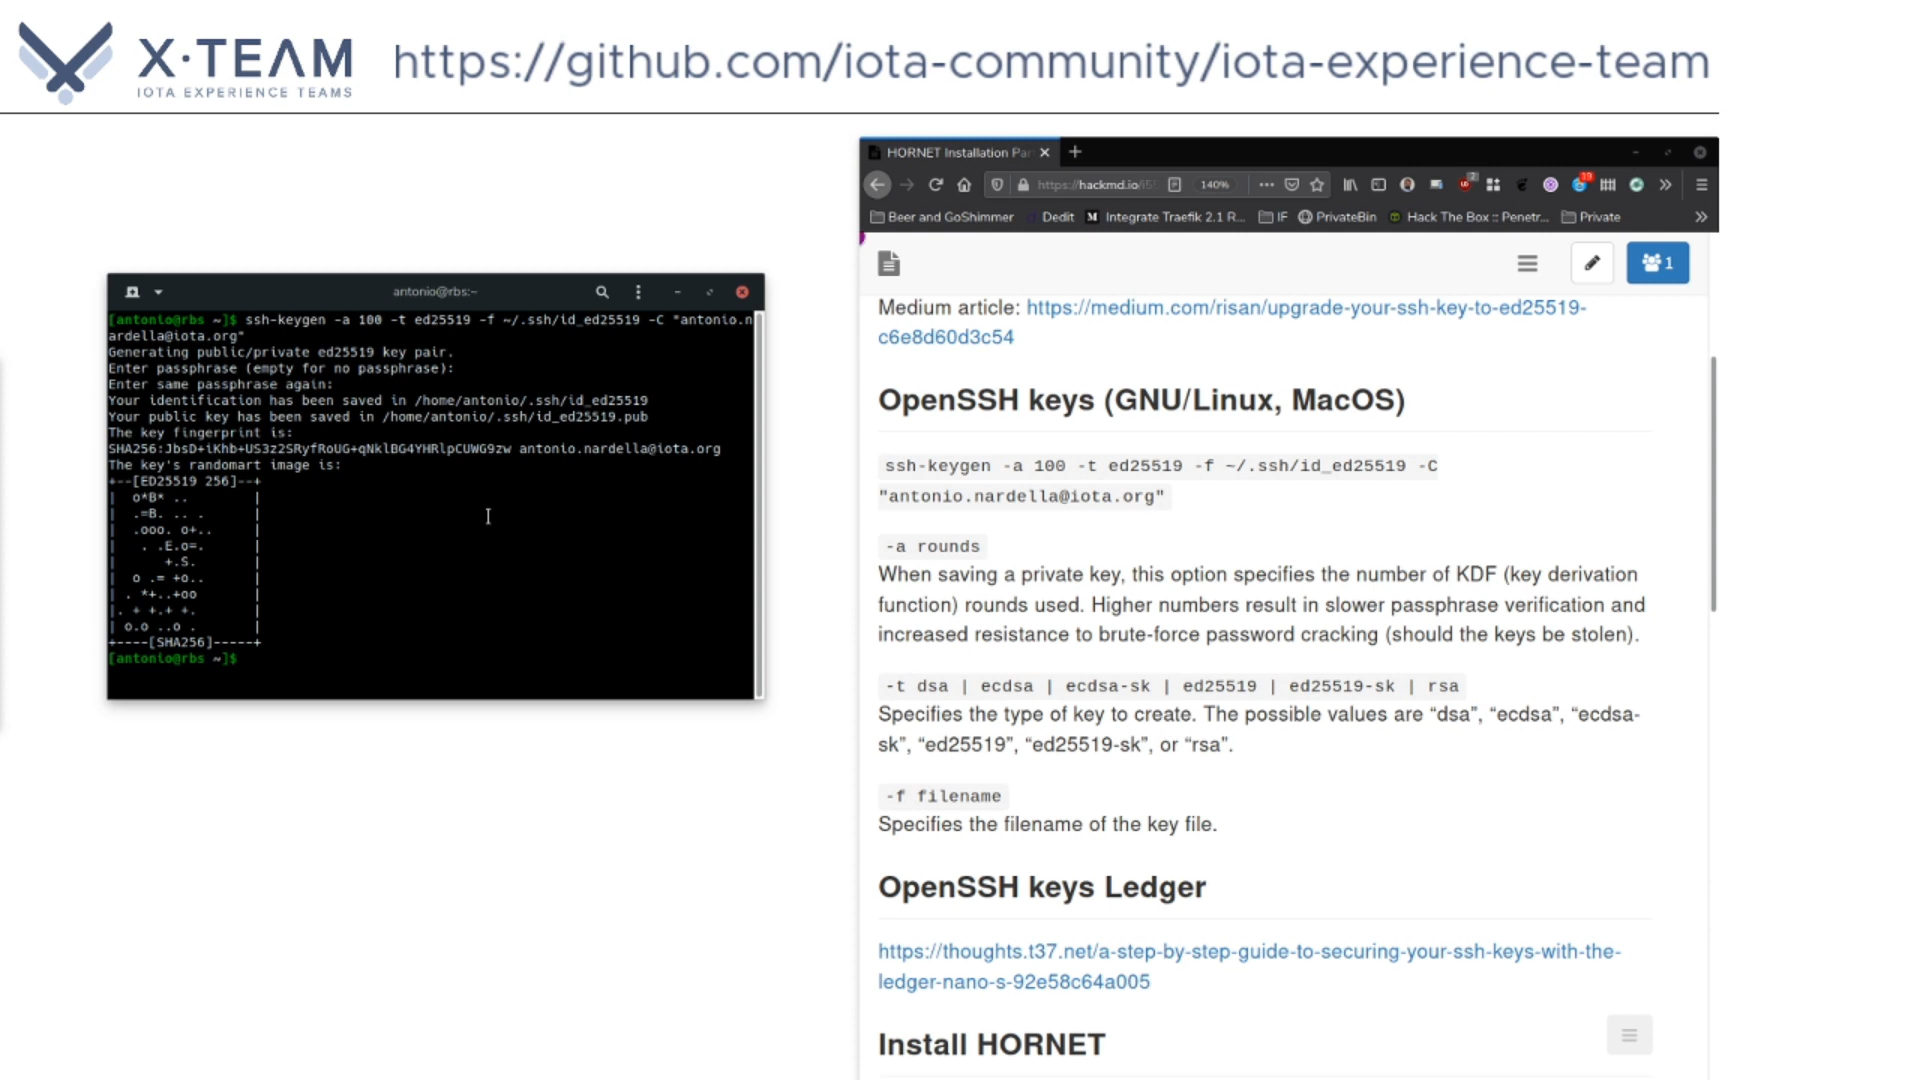 X·TEAM
IOTA EXPERIENCE TEAMS
https://github.com/iota-community/iota-experience-team
antonio@rbs:~
[antonio@rbs ~]$ ssh-keygen -a 100 -t ed25519 -f ~/.ssh/id_ed25519 -C "antonio.n
ardella@iota.org"
Generating public/private ed25519 key pair.
Enter passphrase (empty for no passphrase):
Enter same passphrase again:
Your identification has been saved in /home/antonio/.ssh/id_ed25519
Your public key has been saved in /home/antonio/.ssh/id_ed25519.pub
The key fingerprint is:
SHA256:JbsD+iKhb+US3z2SRyfRoUG+qNklBG4YHRlpCUWG9zw antonio.nardella@iota.org
The key's randomart image is:
+--[ED25519 256]--+
|  o*B* ..        |
|  .=B. .. .      |
|  .ooo. o+..     |
|   . .E.o=.      |
|      +.S.       |
|  o .= +o..      |
| . *+..+oo       |
|. + +.+ +.       |
| o.o ..o .       |
+----[SHA256]-----+
[antonio@rbs ~]$
HORNET Installation Par
https://hackmd.io/
140%
2
19
Beer and GoShimmer
Dedit
M Integrate Traefik 2.1 R...
IF
PrivateBin
Hack The Box :: Penetr...
Private
1
Medium article: https://medium.com/risan/upgrade-your-ssh-key-to-ed25519-
c6e8d60d3c54
OpenSSH keys (GNU/Linux, MacOS)
ssh-keygen -a 100 -t ed25519 -f ~/.ssh/id_ed25519 -C
"antonio.nardella@iota.org"
-a rounds
When saving a private key, this option specifies the number of KDF (key derivation
function) rounds used. Higher numbers result in slower passphrase verification and
increased resistance to brute-force password cracking (should the keys be stolen).
-t dsa | ecdsa | ecdsa-sk | ed25519 | ed25519-sk | rsa
Specifies the type of key to create. The possible values are “dsa”, “ecdsa”, “ecdsa-
sk”, “ed25519”, “ed25519-sk”, or “rsa”.
-f filename
Specifies the filename of the key file.
OpenSSH keys Ledger
https://thoughts.t37.net/a-step-by-step-guide-to-securing-your-ssh-keys-with-the-
ledger-nano-s-92e58c64a005
Install HORNET